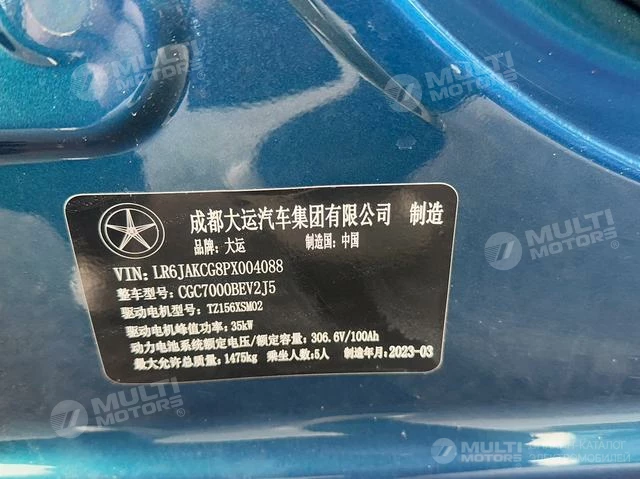 MULTI
MOTORS
MULTI
MOTORS
成都大运汽车集团有限公司 制造
品牌：大运 制造国：中国
VIN：LR6JAKCG8PX004088
整车型号：CGC7000BEV2J5
驱动电机型号：TZ156XSM02
驱动电机峰值功率：35kW
动力电池系统额定电压/额定容量：306.6V/100Ah
最大允许总质量：1475kg 乘坐人数：5人 制造年月：2023-03
MULTI
MOTORS
MULTI
MOTORS
MULTI
MOTORS
ОНЛАЙН-КАТАЛОГ
ЭЛЕКТРОМОБИЛЕЙ